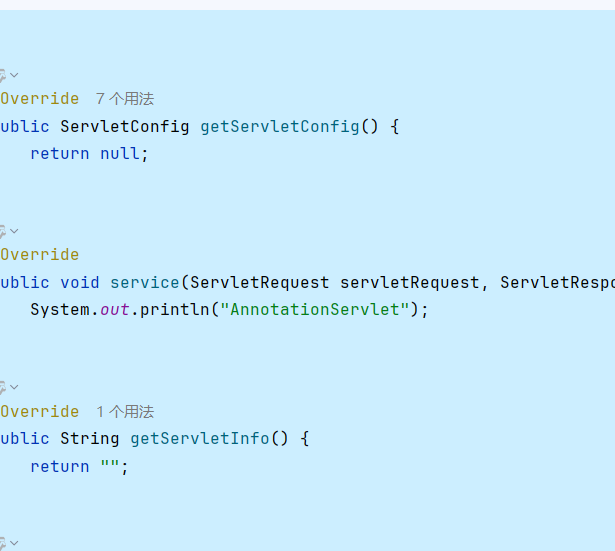 Override 7 个用法
ublic ServletConfig getServletConfig() {
return null;
Override
ublic void service(ServletRequest servletRequest, ServletRespo
System.out.println("AnnotationServlet");
Override 1 个用法
ublic String getServletInfo() {
return "";